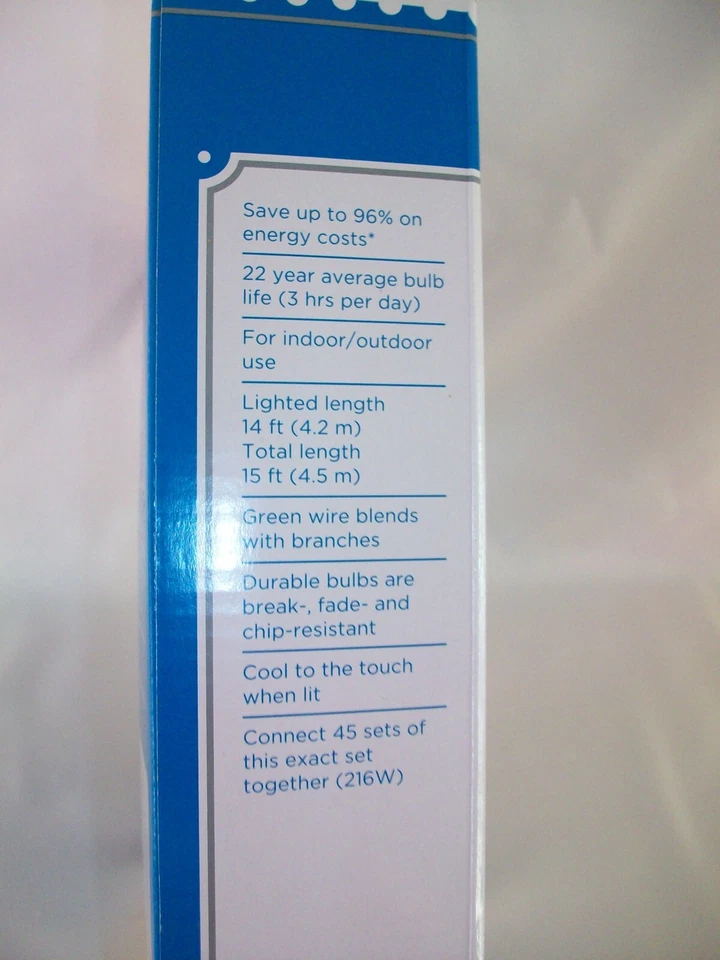 Save up to 96% on
energy costs*
22 year average bulb
life (3 hrs per day)
For indoor/outdoor
use
Lighted length
14 ft (4.2 m)
Total length
15 ft (4.5 m)
Green wire blends
with branches
Durable bulbs are
break-, fade- and
chip-resistant
Cool to the touch
when lit
Connect 45 sets of
this exact set
together (216W)